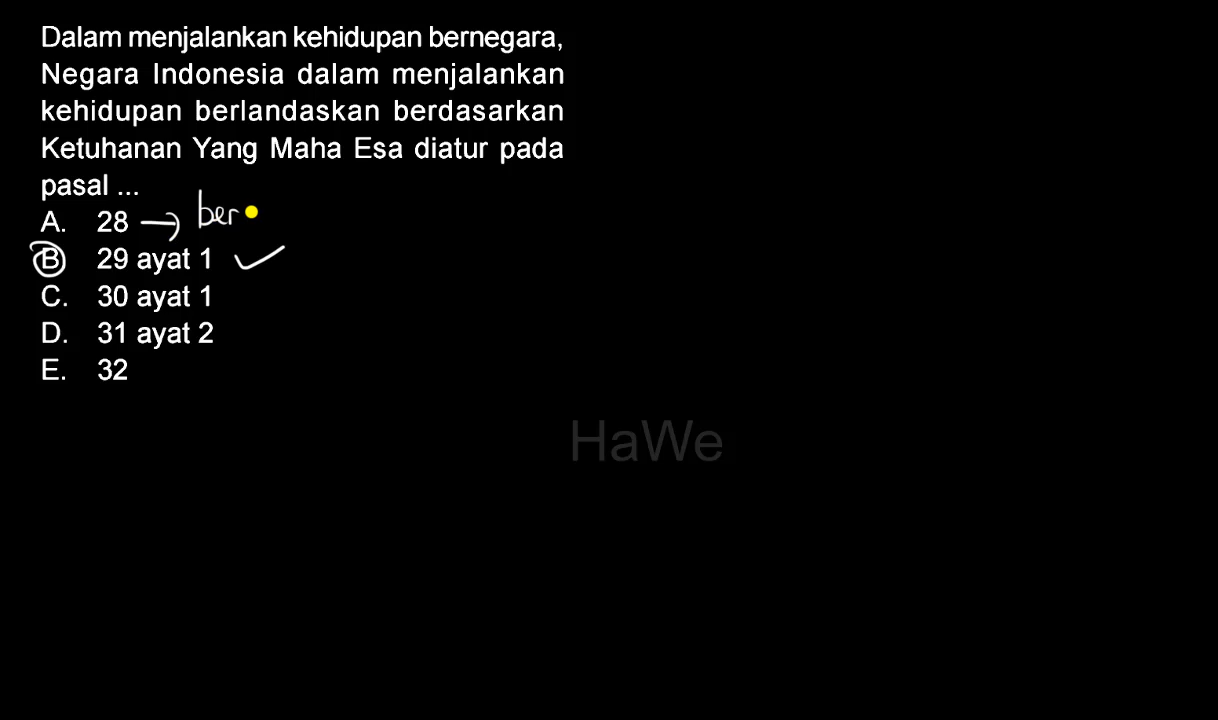 Dalam menjalankan kehidupan bernegara,
Negara Indonesia dalam menjalankan
kehidupan berlandaskan berdasarkan
Ketuhanan Yang Maha Esa diatur pada
pasal ...
A. 28 → ber
B 29 ayat 1 ✓
C. 30 ayat 1
D. 31 ayat 2
E. 32
HaWe